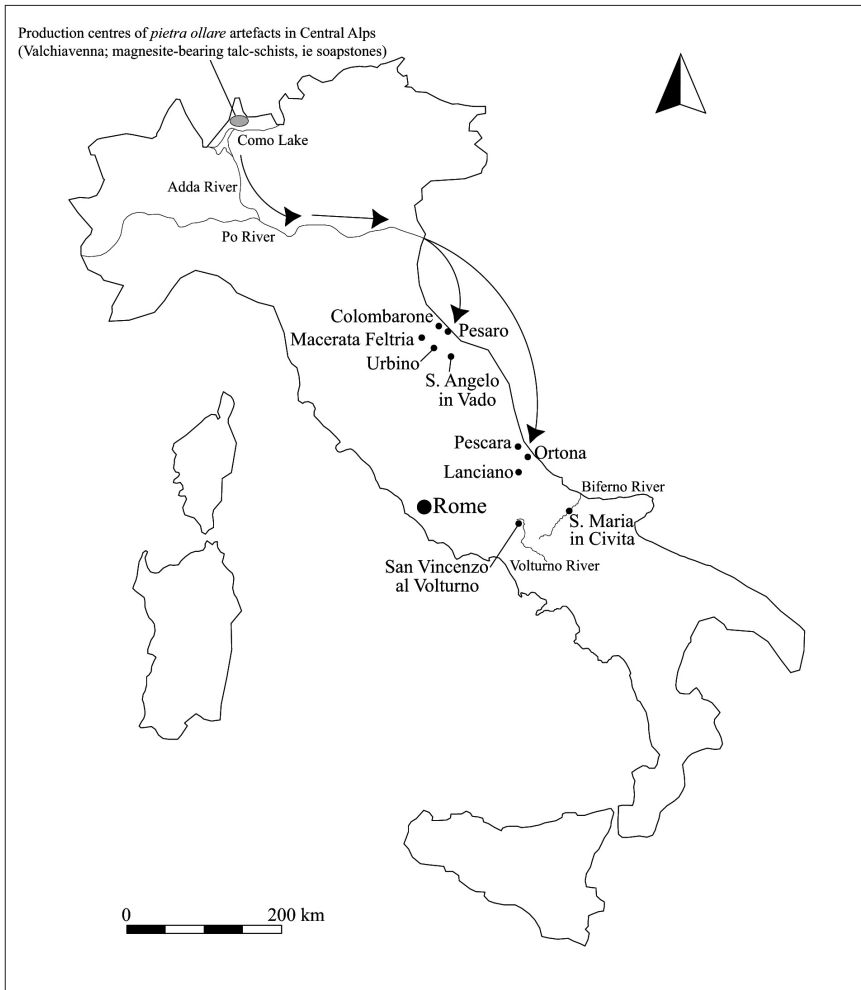 Production centres of pietra ollare artefacts in Central Alps
(Valchiavenna; magnesite-bearing talc-schists, ie soapstones)
Como Lake
Adda River
Po River
Colombarone
Pesaro
Macerata Feltria
Urbino
S. Angelo
in Vado
Pescara
Ortona
Lanciano
Biferno River
Rome
S. Maria
in Civita
San Vincenzo
al Volturno
Volturno River
0
200 km